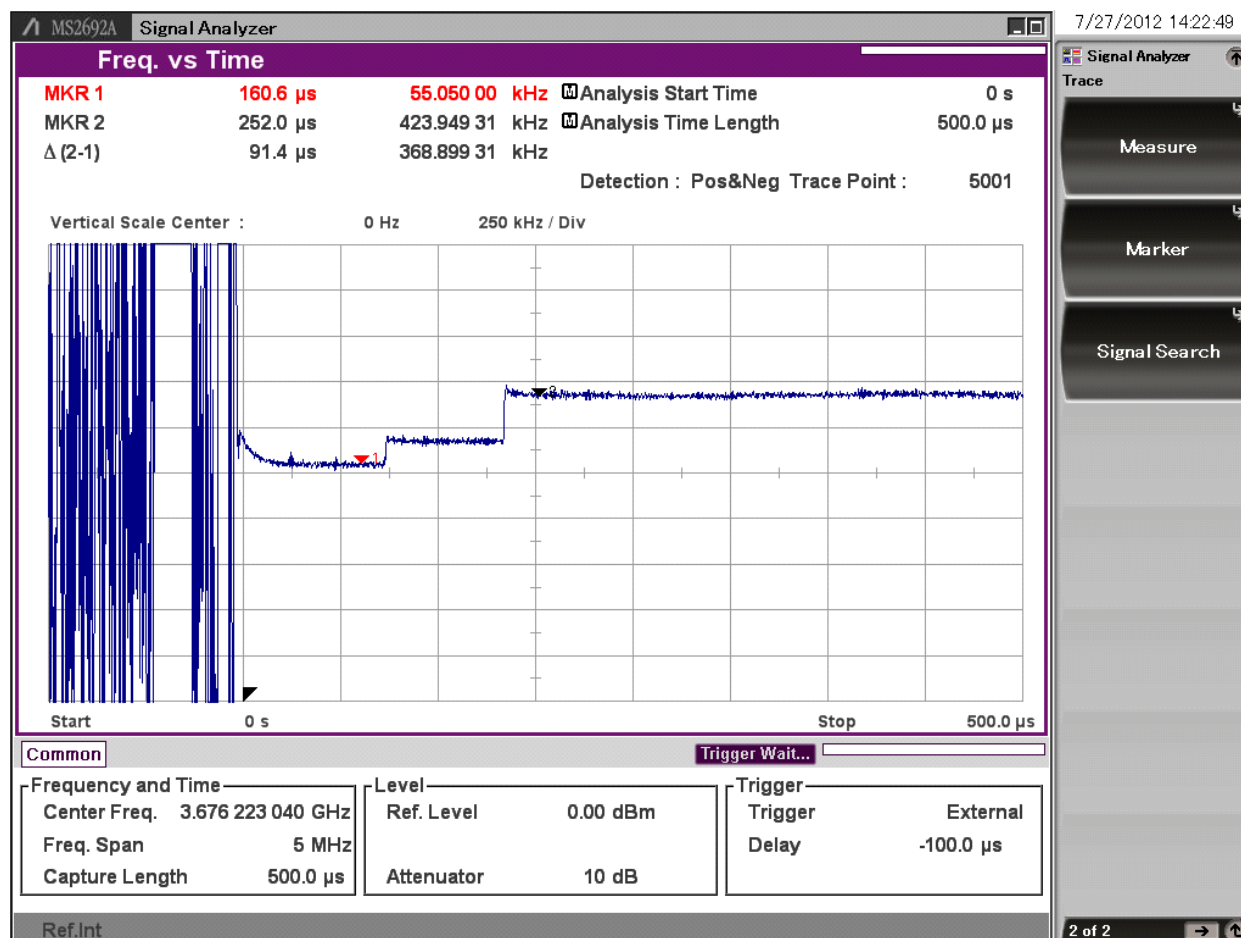 MS2692A Signal Analyzer
7/27/2012 14:22:49
Freq. vs Time
MKR 1 160.6 µs 55.050 00 kHz M Analysis Start Time 0 s
MKR 2 252.0 µs 423.949 31 kHz M Analysis Time Length 500.0 µs
Δ (2-1) 91.4 µs 368.899 31 kHz
Detection : Pos&Neg Trace Point : 5001
Vertical Scale Center : 0 Hz 250 kHz / Div
2
1
Start 0 s Stop 500.0 µs
Common
Trigger Wait...
Frequency and Time
Center Freq. 3.676 223 040 GHz
Freq. Span 5 MHz
Capture Length 500.0 µs
Level
Ref. Level 0.00 dBm
Attenuator 10 dB
Trigger
Trigger External
Delay -100.0 µs
Ref.Int
Signal Analyzer
Trace
Measure
Marker
Signal Search
2 of 2